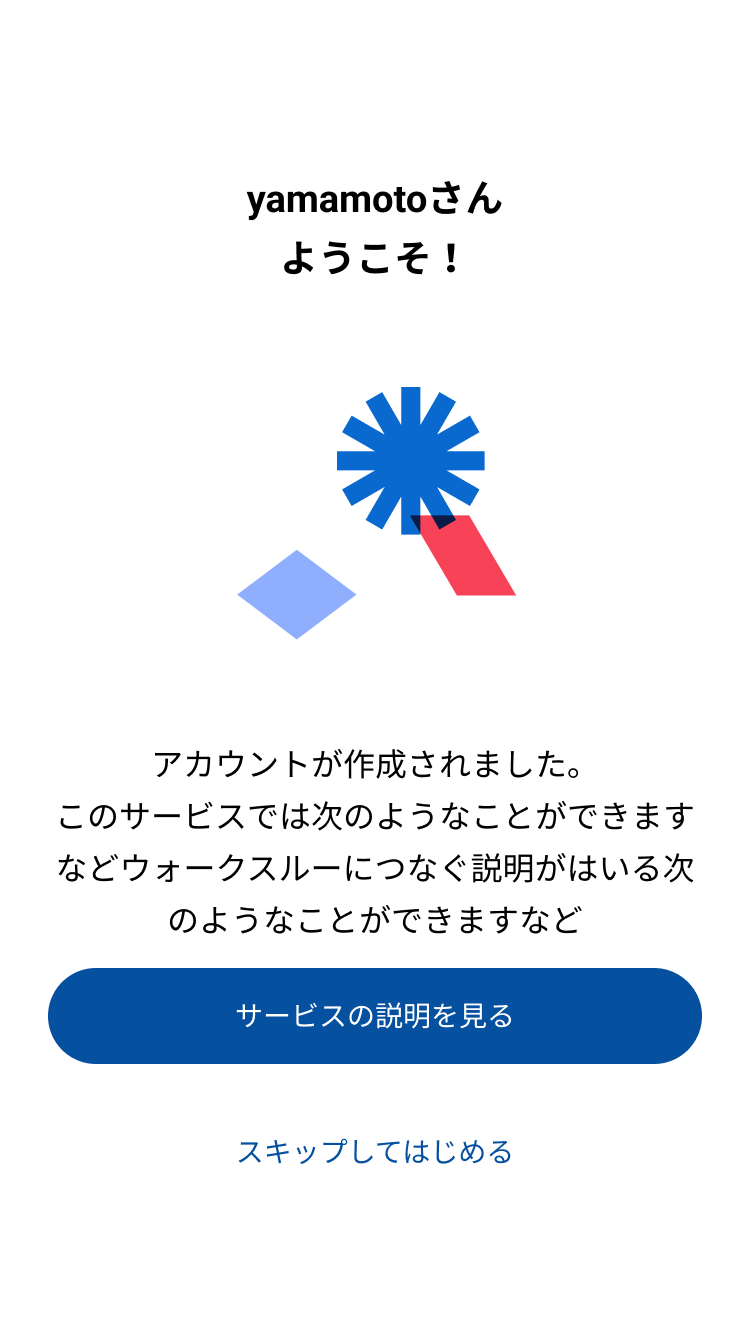 yamamotoさん
ようこそ！
アカウントが作成されました。
このサービスでは次のようなことができます
などウォークスルーにつなぐ説明がはいる次
のようなことができますなど
サービスの説明を見る
スキップしてはじめる